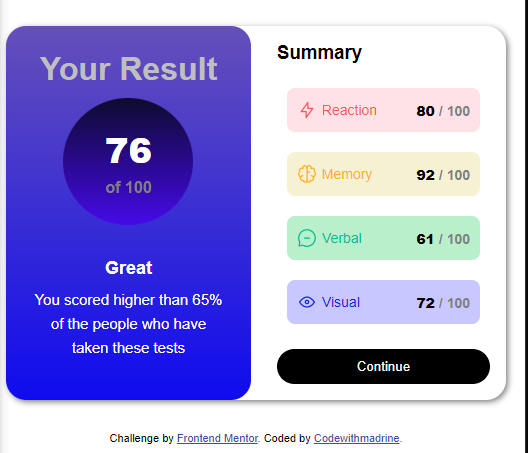 Your Result
76
of 100
Great
You scored higher than 65%
of the people who have
taken these tests
Summary
Reaction 80 / 100
Memory 92 / 100
Verbal 61 / 100
Visual 72 / 100
Continue
Challenge by Frontend Mentor. Coded by Codewithmadrine.